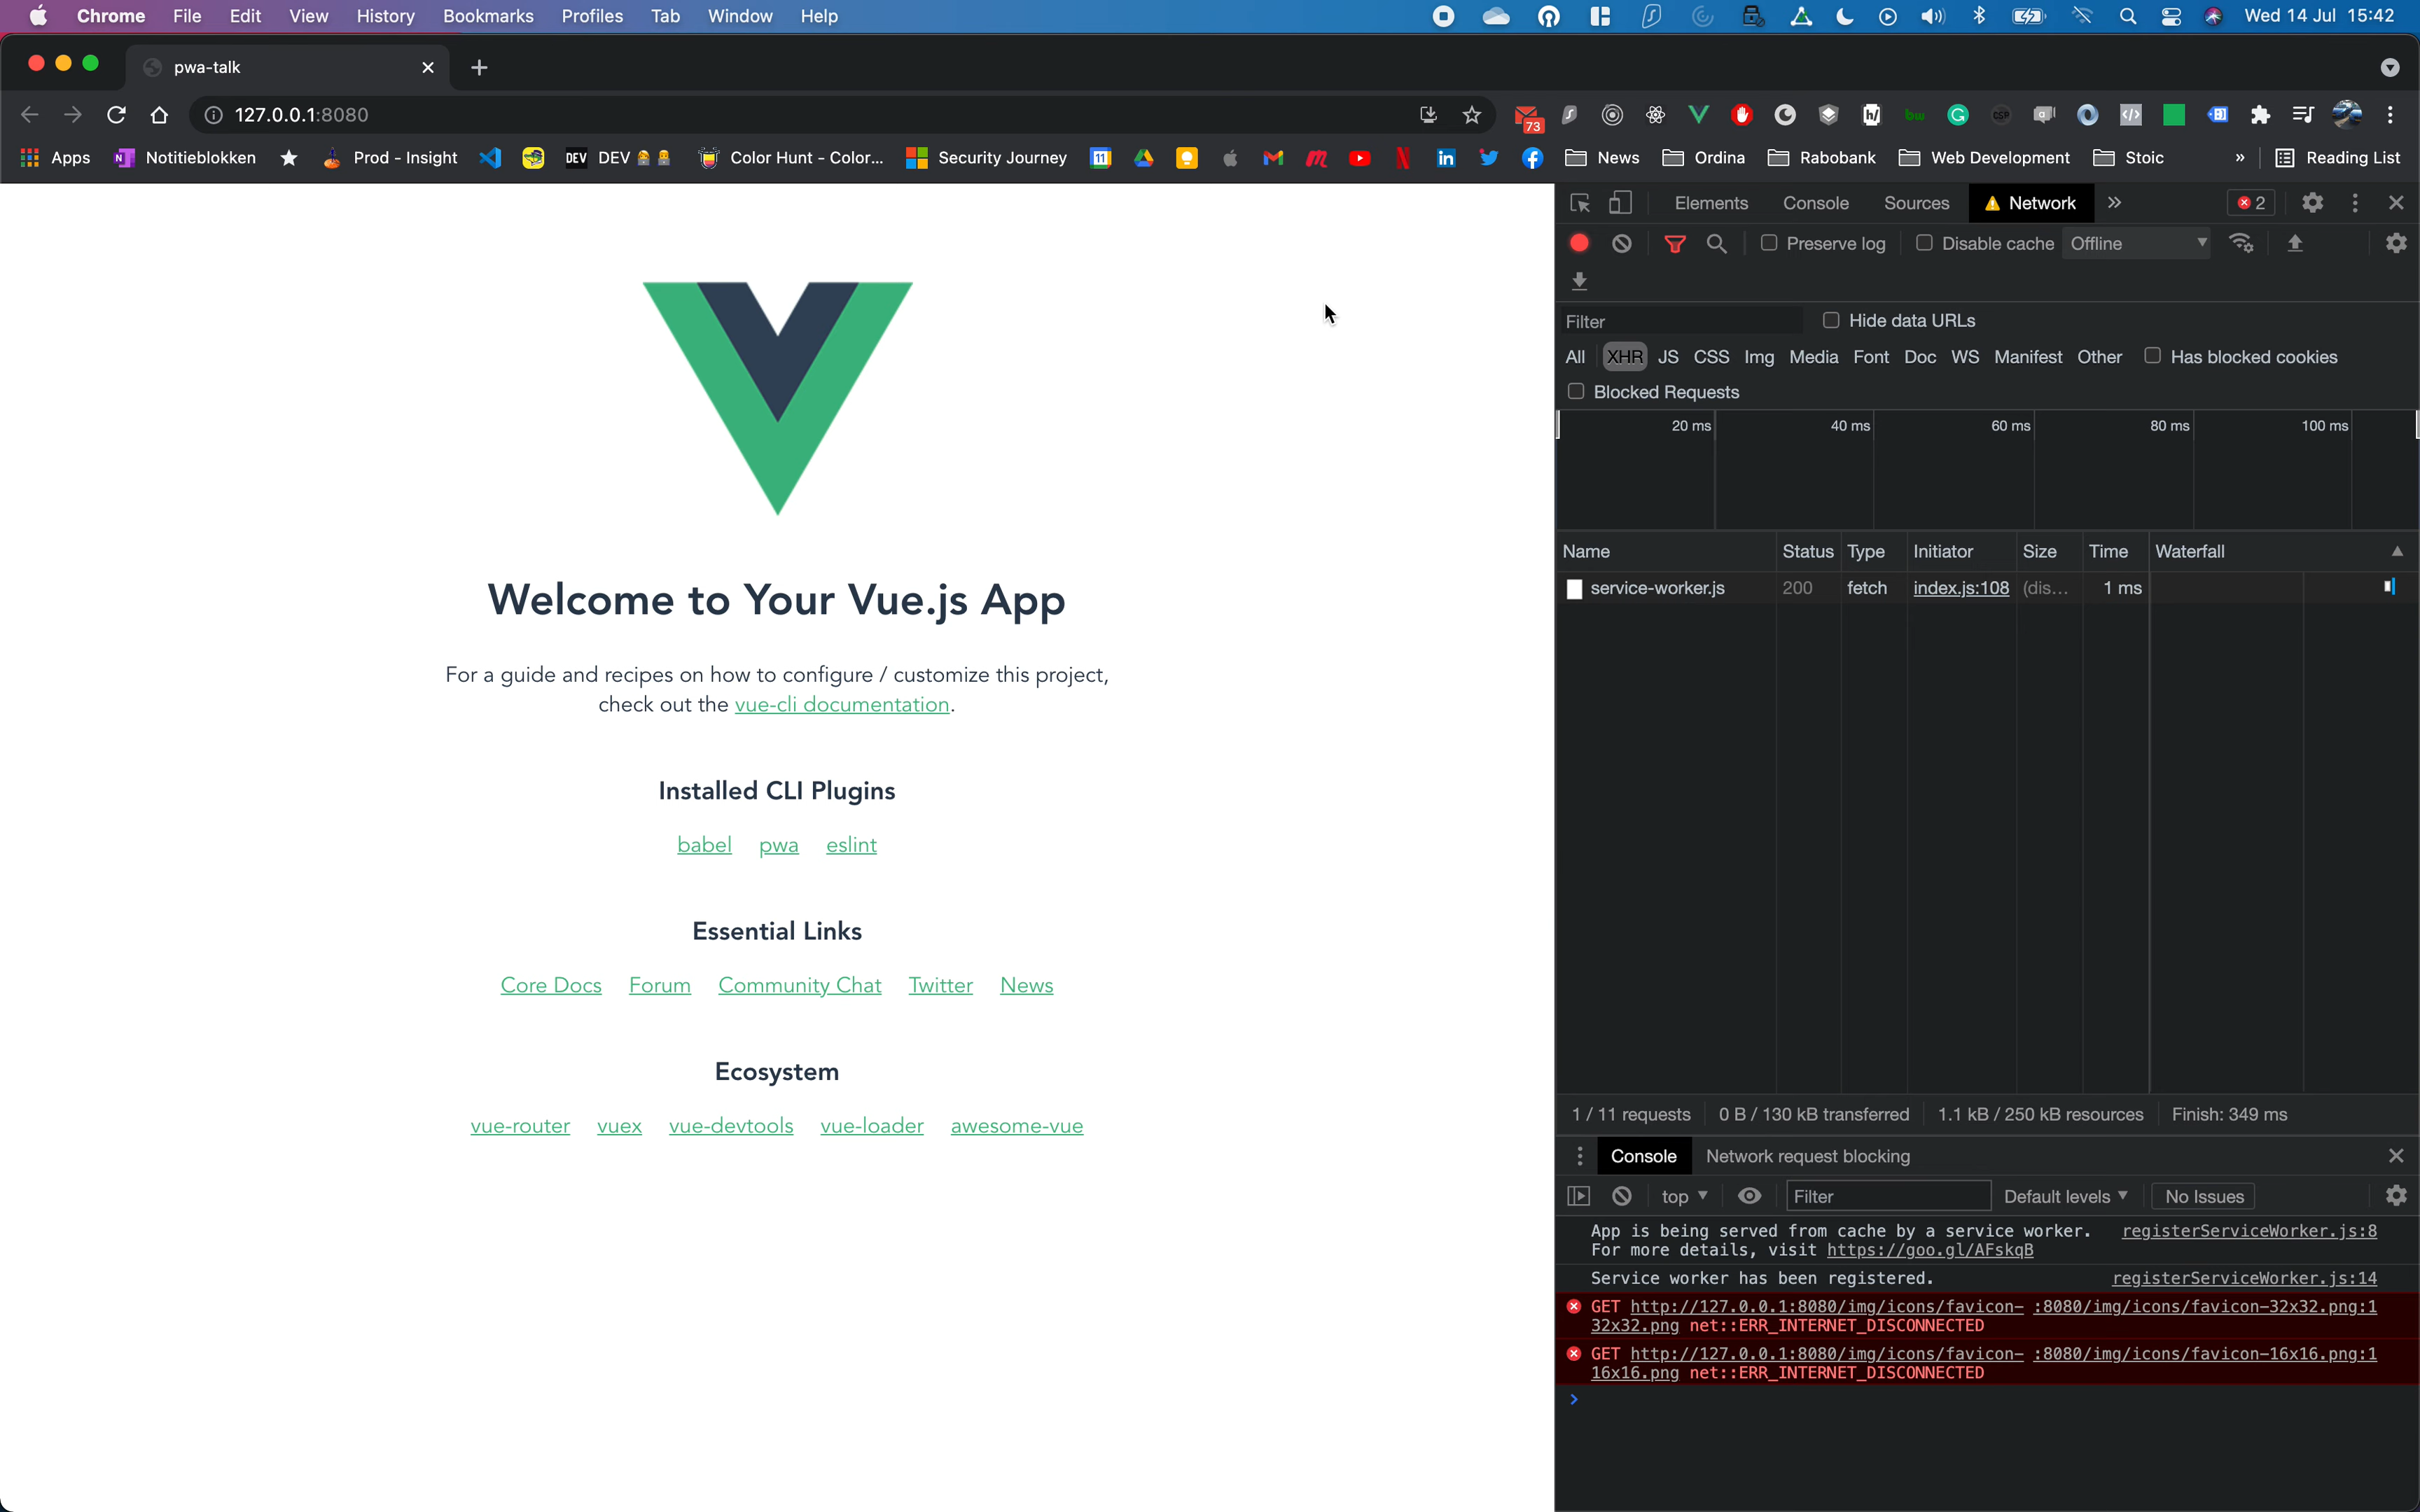 Chrome File Edit View History Bookmarks Profiles Tab Window Help Wed 14 Jul 15:42
pwa-talk
127.0.0.1:8080
73
Apps Notitieblokken Prod - Insight DEV DEV Color Hunt - Color... Security Journey 11 News Ordina Rabobank Web Development Stoic » Reading List
Elements Console Sources Network 2
Preserve log Disable cache Offline
Filter Hide data URLs
All XHR JS CSS Img Media Font Doc WS Manifest Other Has blocked cookies
Blocked Requests
20 ms 40 ms 60 ms 80 ms 100 ms
Name Status Type Initiator Size Time Waterfall
service-worker.js 200 fetch index.js:108 (dis... 1 ms
1 / 11 requests 0 B / 130 kB transferred 1.1 kB / 250 kB resources Finish: 349 ms
Console Network request blocking
top Filter Default levels No Issues
App is being served from cache by a service worker. registerServiceWorker.js:8
For more details, visit https://goo.gl/AFskqB
Service worker has been registered. registerServiceWorker.js:14
GET http://127.0.0.1:8080/img/icons/favicon- :8080/img/icons/favicon-32x32.png:1
32x32.png net::ERR_INTERNET_DISCONNECTED
GET http://127.0.0.1:8080/img/icons/favicon- :8080/img/icons/favicon-16x16.png:1
16x16.png net::ERR_INTERNET_DISCONNECTED
Welcome to Your Vue.js App
For a guide and recipes on how to configure / customize this project,
check out the vue-cli documentation.
Installed CLI Plugins
babel pwa eslint
Essential Links
Core Docs Forum Community Chat Twitter News
Ecosystem
vue-router vuex vue-devtools vue-loader awesome-vue